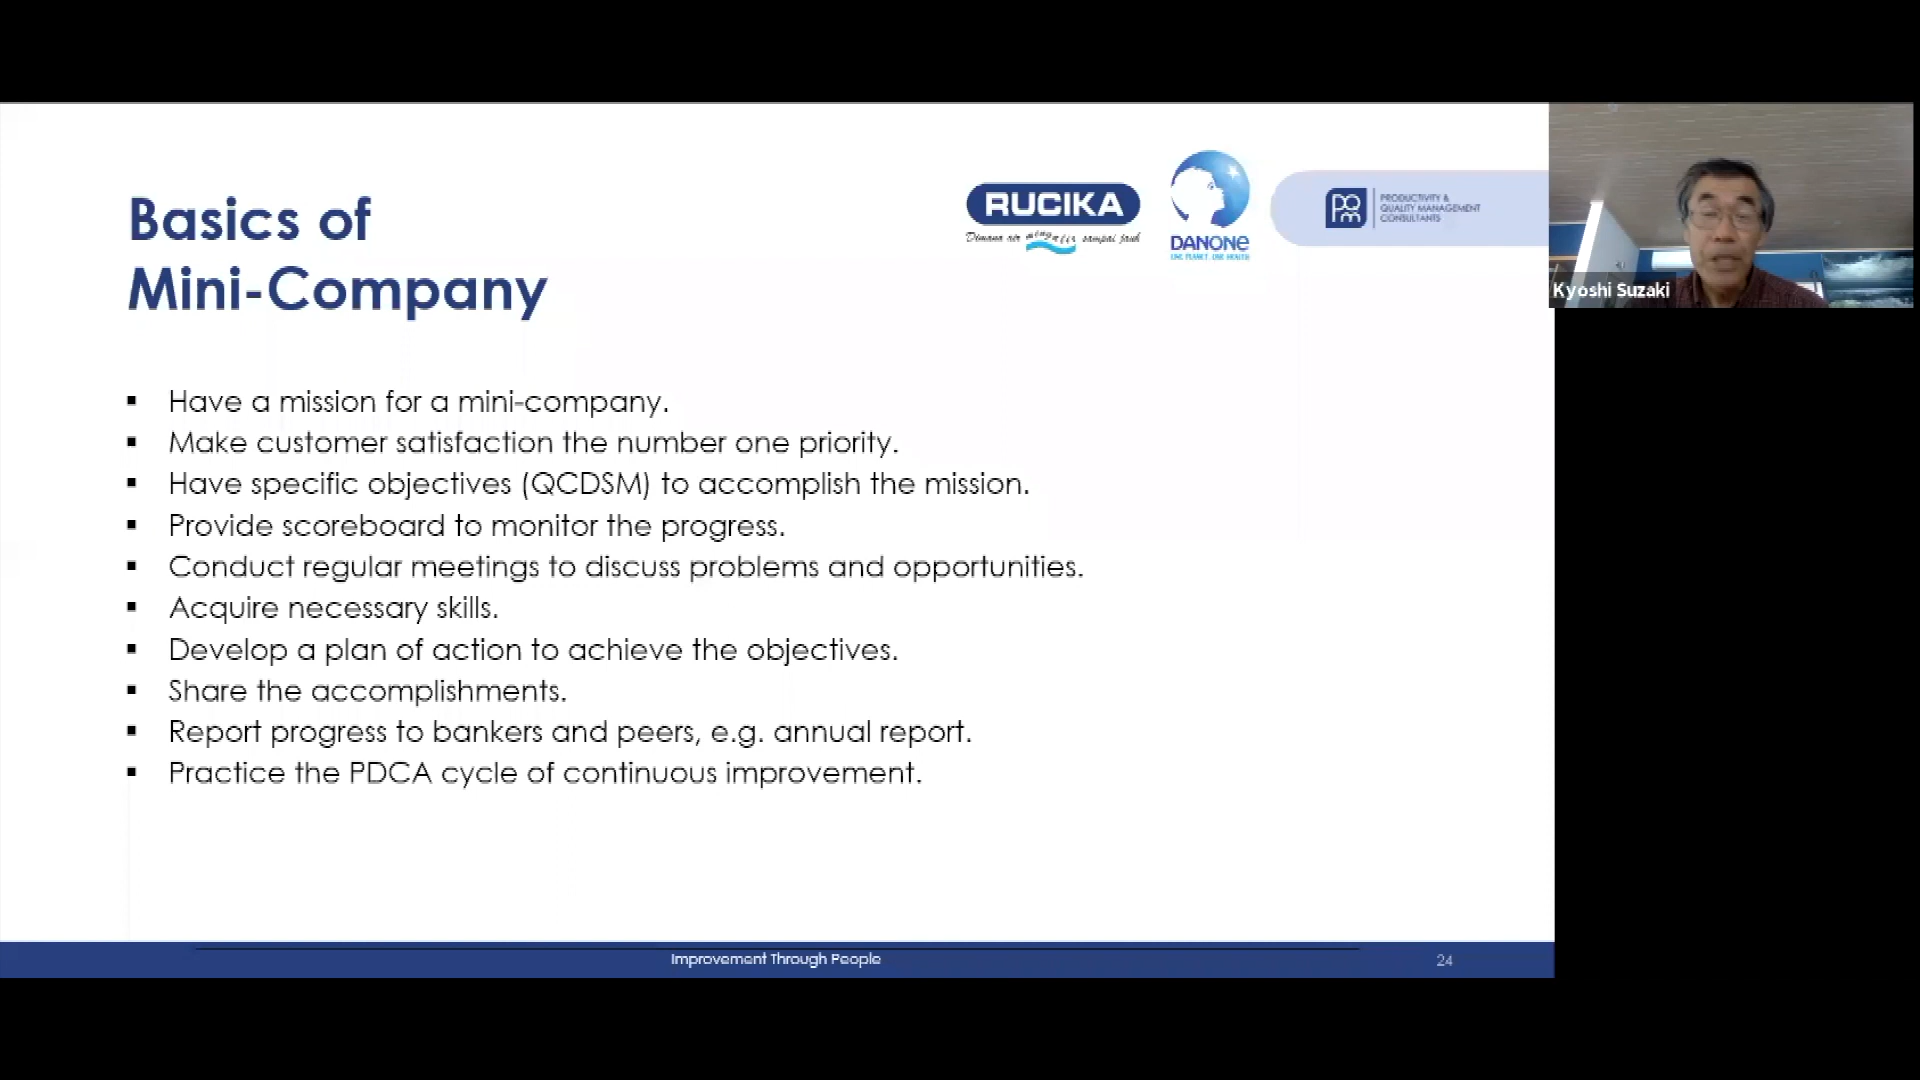 Basics of
Mini-Company
RUCIKA
Dimana air mengalir sampai jauh
DANONE
ONE PLANET. ONE HEALTH
pqm
PRODUCTIVITY &
QUALITY MANAGEMENT
CONSULTANTS
Kyoshi Suzaki
▪ Have a mission for a mini-company.
▪ Make customer satisfaction the number one priority.
▪ Have specific objectives (QCDSM) to accomplish the mission.
▪ Provide scoreboard to monitor the progress.
▪ Conduct regular meetings to discuss problems and opportunities.
▪ Acquire necessary skills.
▪ Develop a plan of action to achieve the objectives.
▪ Share the accomplishments.
▪ Report progress to bankers and peers, e.g. annual report.
▪ Practice the PDCA cycle of continuous improvement.
Improvement Through People
24